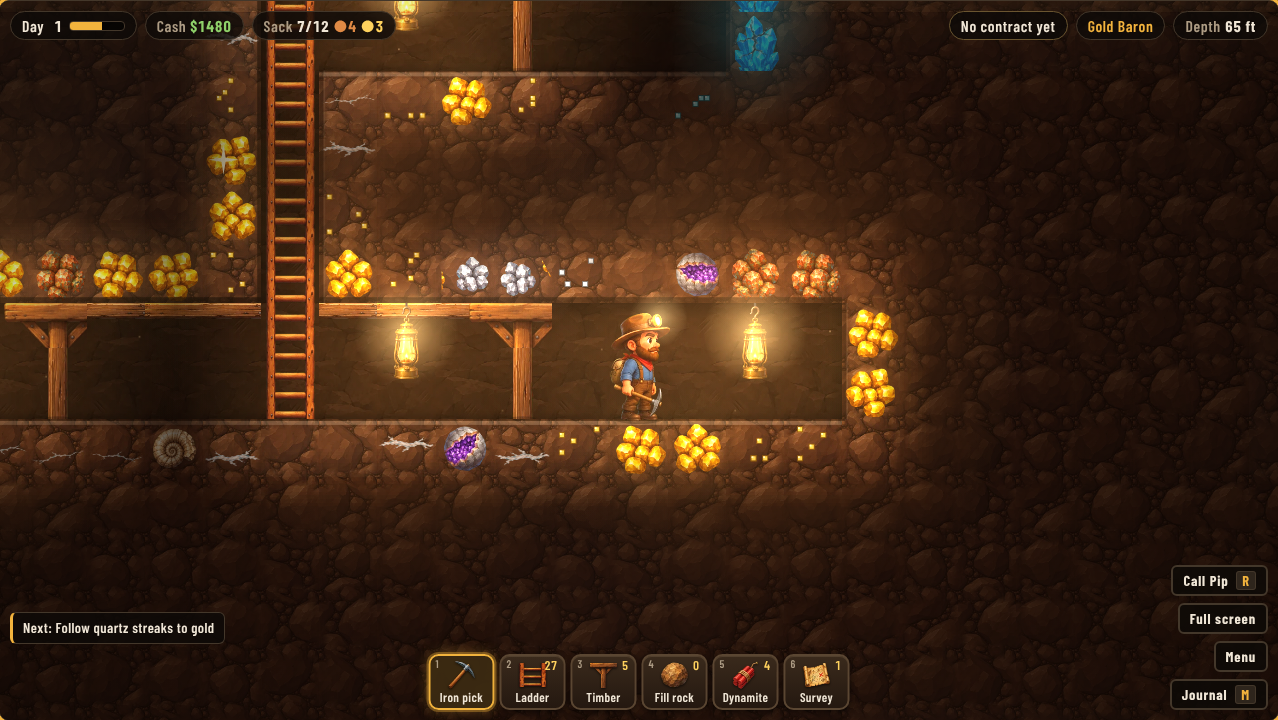 Day 1
Cash $1480
Sack 7/12 4 3
No contract yet
Gold Baron
Depth 65 ft
Call Pip R
Full screen
Next: Follow quartz streaks to gold
Menu
Journal M
1 Iron pick
2 27 Ladder
3 5 Timber
4 0 Fill rock
5 4 Dynamite
6 1 Survey